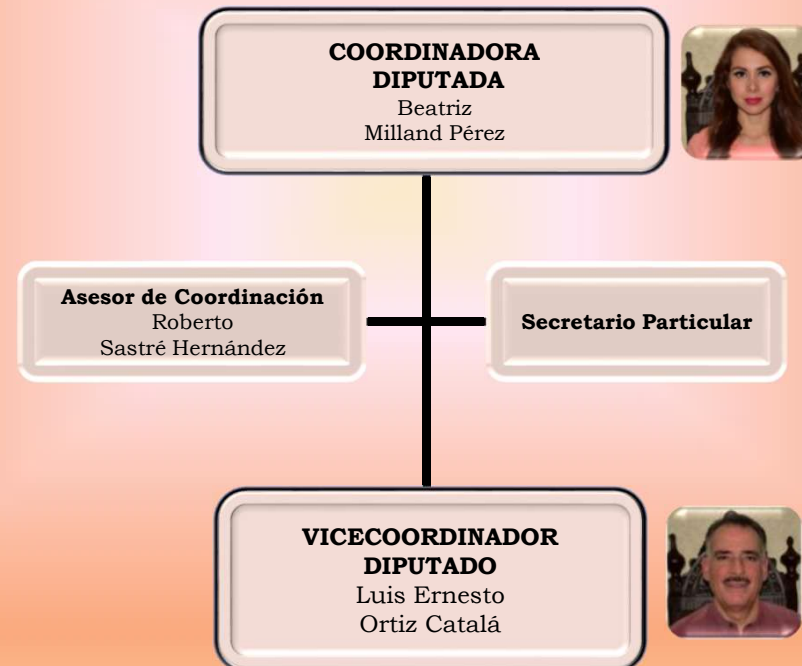 COORDINADORA
DIPUTADA
Beatriz
Milland Pérez
Asesor de Coordinación
Roberto
Sastré Hernández
Secretario Particular
VICECOORDINADOR
DIPUTADO
Luis Ernesto
Ortiz Catalá